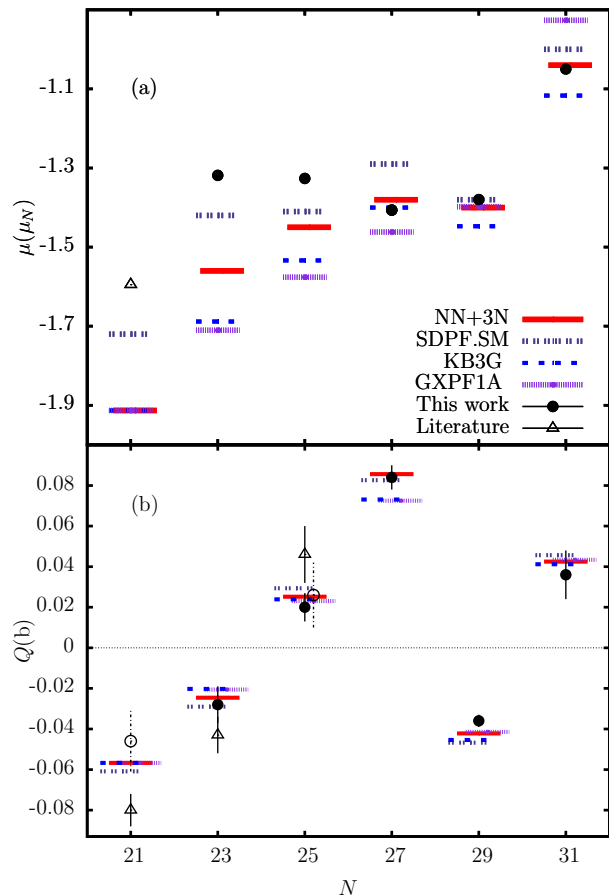 -1.1
-1.3
-1.5
-1.7
-1.9
μ(μN)
(a)
NN+3N
SDPF.SM
KB3G
GXPF1A
This work
Literature
0.08
0.06
0.04
0.02
0
-0.02
-0.04
-0.06
-0.08
Q(b)
(b)
21 23 25 27 29 31
N